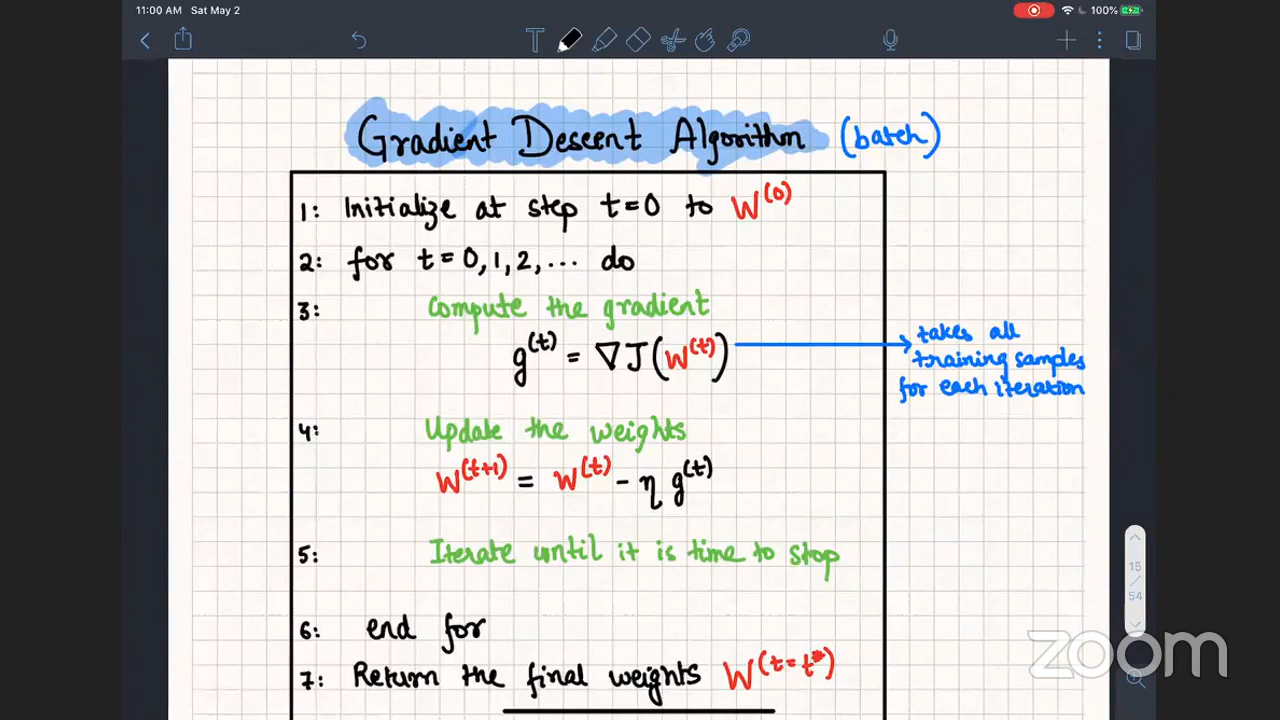 11:00 AM Sat May 2
100%
Gradient Descent Algorithm (batch)
1: Initialize at step t=0 to W^(0)
2: for t=0,1,2,... do
3: Compute the gradient
g^(t) = ∇J(W^(t))
takes all
training samples
for each iteration
4: Update the weights
W^(t+1) = W^(t) - η g^(t)
5: Iterate until it is time to stop
6: end for
7: Return the final weights W^(t=t*)
15
/
54
zoom